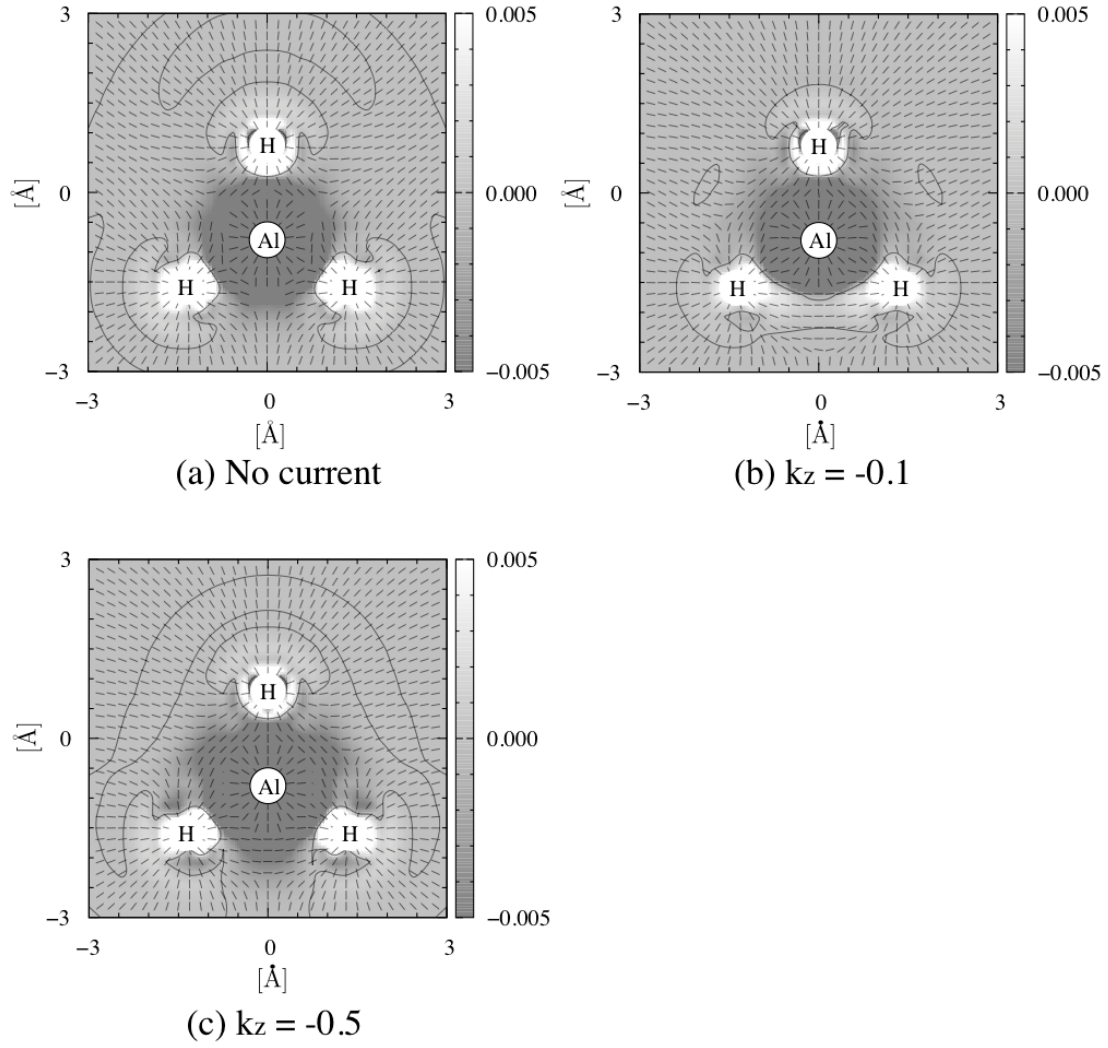 3
0
−3
[Å]
H
Al
H
H
0.005
0.000
−0.005
−3
0
3
[Å]
(a) No current
3
0
−3
[Å]
H
Al
H
H
0.005
0.000
−0.005
−3
0
3
[Å]
(b) kz = -0.1
3
0
−3
[Å]
H
Al
H
H
0.005
0.000
−0.005
−3
0
3
[Å]
(c) kz = -0.5